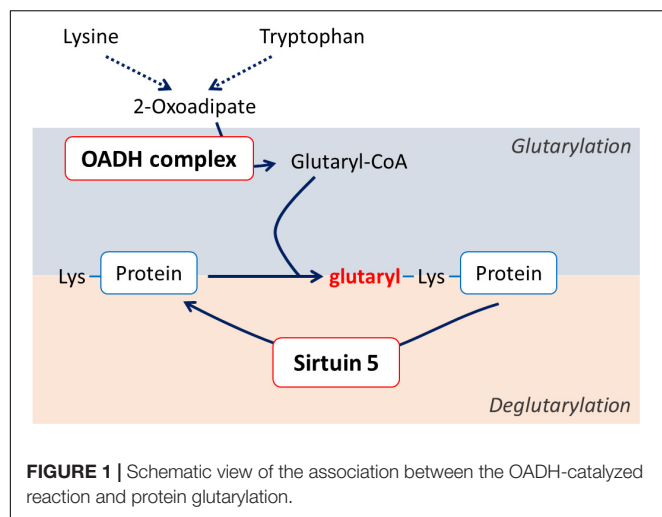 Lysine Tryptophan
2-Oxoadipate
Glutarylation
OADH complex Glutaryl-CoA
Lys Protein glutaryl Lys Protein
Sirtuin 5
Deglutarylation
FIGURE 1 | Schematic view of the association between the OADH-catalyzed
reaction and protein glutarylation.